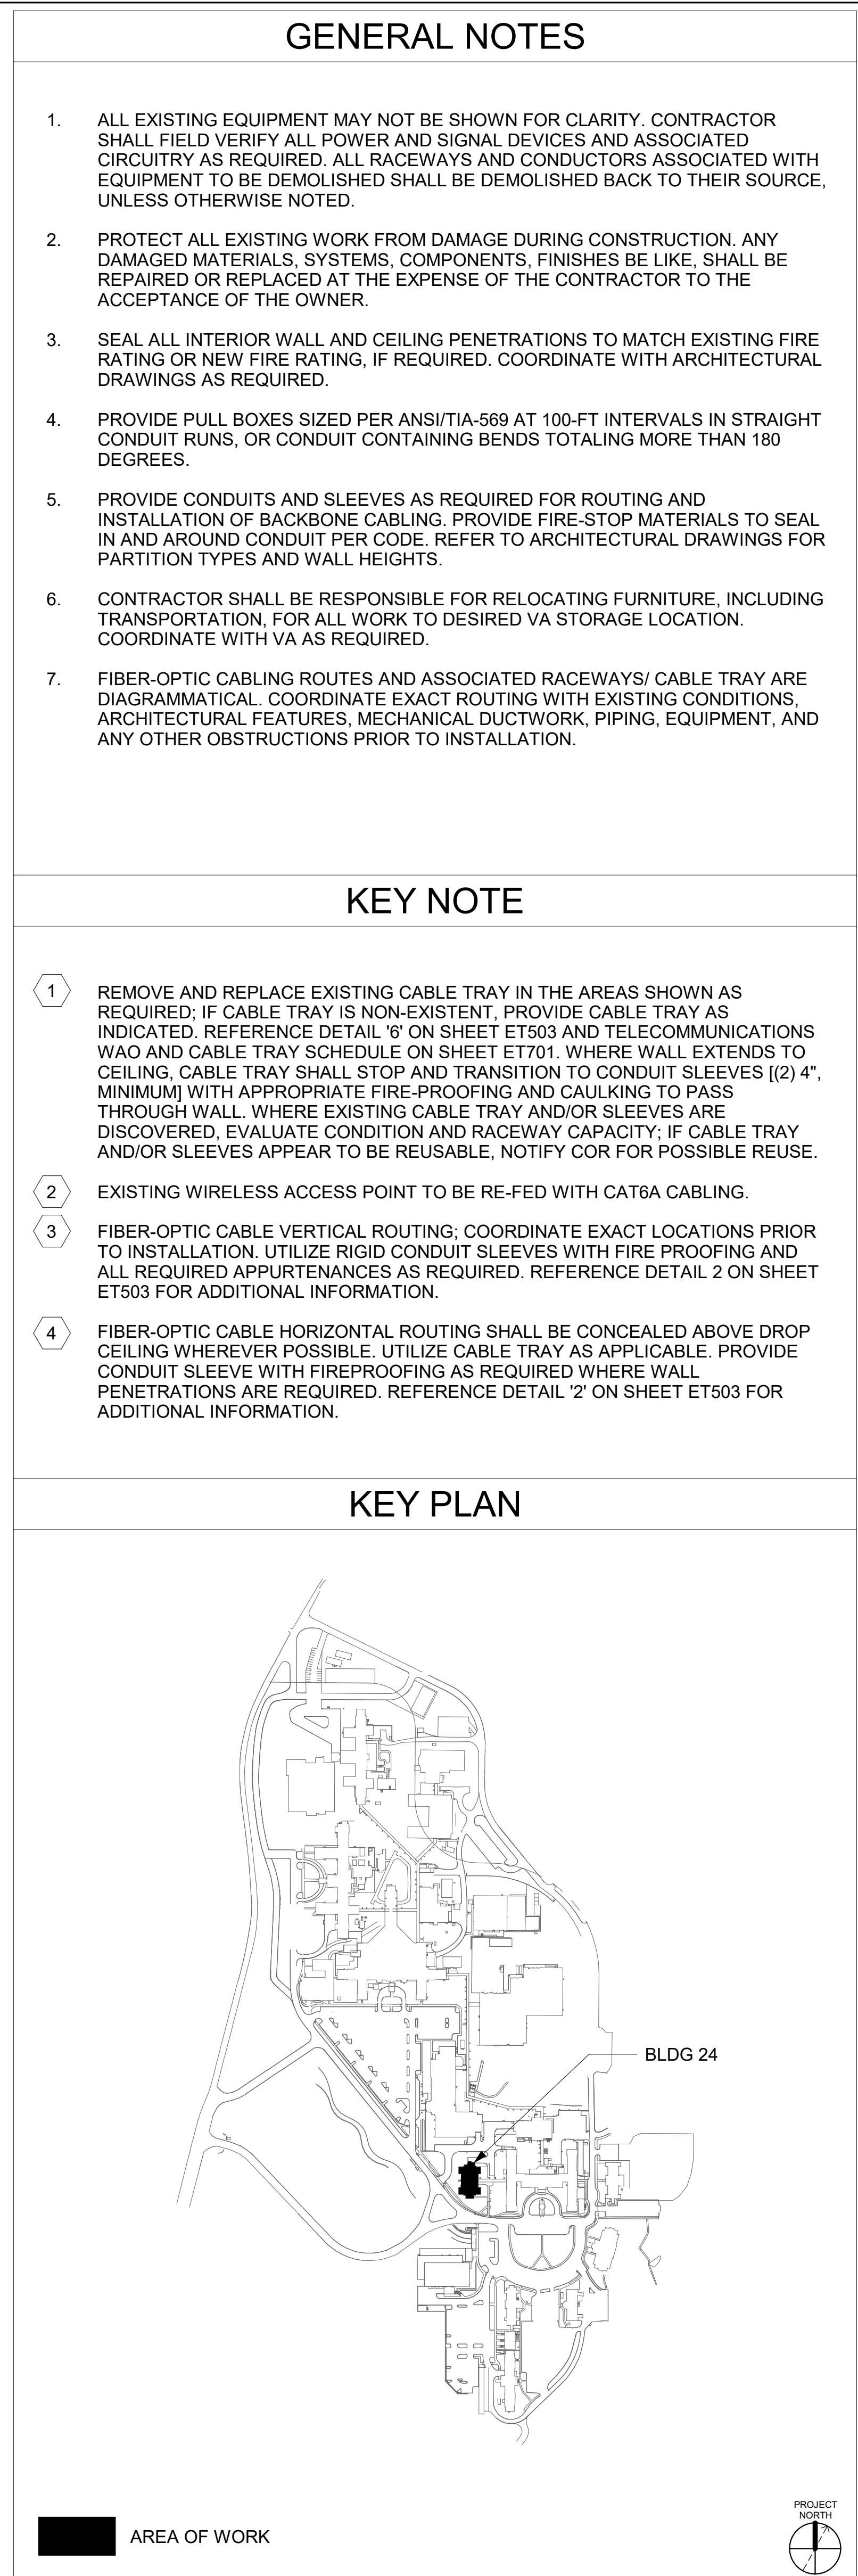 GENERAL NOTES
1. ALL EXISTING EQUIPMENT MAY NOT BE SHOWN FOR CLARITY. CONTRACTOR
SHALL FIELD VERIFY ALL POWER AND SIGNAL DEVICES AND ASSOCIATED
CIRCUITRY AS REQUIRED. ALL RACEWAYS AND CONDUCTORS ASSOCIATED WITH
EQUIPMENT TO BE DEMOLISHED SHALL BE DEMOLISHED BACK TO THEIR SOURCE,
UNLESS OTHERWISE NOTED.
2. PROTECT ALL EXISTING WORK FROM DAMAGE DURING CONSTRUCTION. ANY
DAMAGED MATERIALS, SYSTEMS, COMPONENTS, FINISHES BE LIKE, SHALL BE
REPAIRED OR REPLACED AT THE EXPENSE OF THE CONTRACTOR TO THE
ACCEPTANCE OF THE OWNER.
3. SEAL ALL INTERIOR WALL AND CEILING PENETRATIONS TO MATCH EXISTING FIRE
RATING OR NEW FIRE RATING, IF REQUIRED. COORDINATE WITH ARCHITECTURAL
DRAWINGS AS REQUIRED.
4. PROVIDE PULL BOXES SIZED PER ANSI/TIA-569 AT 100-FT INTERVALS IN STRAIGHT
CONDUIT RUNS, OR CONDUIT CONTAINING BENDS TOTALING MORE THAN 180
DEGREES.
5. PROVIDE CONDUITS AND SLEEVES AS REQUIRED FOR ROUTING AND
INSTALLATION OF BACKBONE CABLING. PROVIDE FIRE-STOP MATERIALS TO SEAL
IN AND AROUND CONDUIT PER CODE. REFER TO ARCHITECTURAL DRAWINGS FOR
PARTITION TYPES AND WALL HEIGHTS.
6. CONTRACTOR SHALL BE RESPONSIBLE FOR RELOCATING FURNITURE, INCLUDING
TRANSPORTATION, FOR ALL WORK TO DESIRED VA STORAGE LOCATION.
COORDINATE WITH VA AS REQUIRED.
7. FIBER-OPTIC CABLING ROUTES AND ASSOCIATED RACEWAYS/ CABLE TRAY ARE
DIAGRAMMATICAL. COORDINATE EXACT ROUTING WITH EXISTING CONDITIONS,
ARCHITECTURAL FEATURES, MECHANICAL DUCTWORK, PIPING, EQUIPMENT, AND
ANY OTHER OBSTRUCTIONS PRIOR TO INSTALLATION.
KEY NOTE
1 REMOVE AND REPLACE EXISTING CABLE TRAY IN THE AREAS SHOWN AS
REQUIRED; IF CABLE TRAY IS NON-EXISTENT, PROVIDE CABLE TRAY AS
INDICATED. REFERENCE DETAIL '6' ON SHEET ET503 AND TELECOMMUNICATIONS
WAO AND CABLE TRAY SCHEDULE ON SHEET ET701. WHERE WALL EXTENDS TO
CEILING, CABLE TRAY SHALL STOP AND TRANSITION TO CONDUIT SLEEVES [(2) 4",
MINIMUM] WITH APPROPRIATE FIRE-PROOFING AND CAULKING TO PASS
THROUGH WALL. WHERE EXISTING CABLE TRAY AND/OR SLEEVES ARE
DISCOVERED, EVALUATE CONDITION AND RACEWAY CAPACITY; IF CABLE TRAY
AND/OR SLEEVES APPEAR TO BE REUSABLE, NOTIFY COR FOR POSSIBLE REUSE.
2 EXISTING WIRELESS ACCESS POINT TO BE RE-FED WITH CAT6A CABLING.
3 FIBER-OPTIC CABLE VERTICAL ROUTING; COORDINATE EXACT LOCATIONS PRIOR
TO INSTALLATION. UTILIZE RIGID CONDUIT SLEEVES WITH FIRE PROOFING AND
ALL REQUIRED APPURTENANCES AS REQUIRED. REFERENCE DETAIL 2 ON SHEET
ET503 FOR ADDITIONAL INFORMATION.
4 FIBER-OPTIC CABLE HORIZONTAL ROUTING SHALL BE CONCEALED ABOVE DROP
CEILING WHEREVER POSSIBLE. UTILIZE CABLE TRAY AS APPLICABLE. PROVIDE
CONDUIT SLEEVE WITH FIREPROOFING AS REQUIRED WHERE WALL
PENETRATIONS ARE REQUIRED. REFERENCE DETAIL '2' ON SHEET ET503 FOR
ADDITIONAL INFORMATION.
KEY PLAN
BLDG 24
AREA OF WORK
PROJECT
NORTH